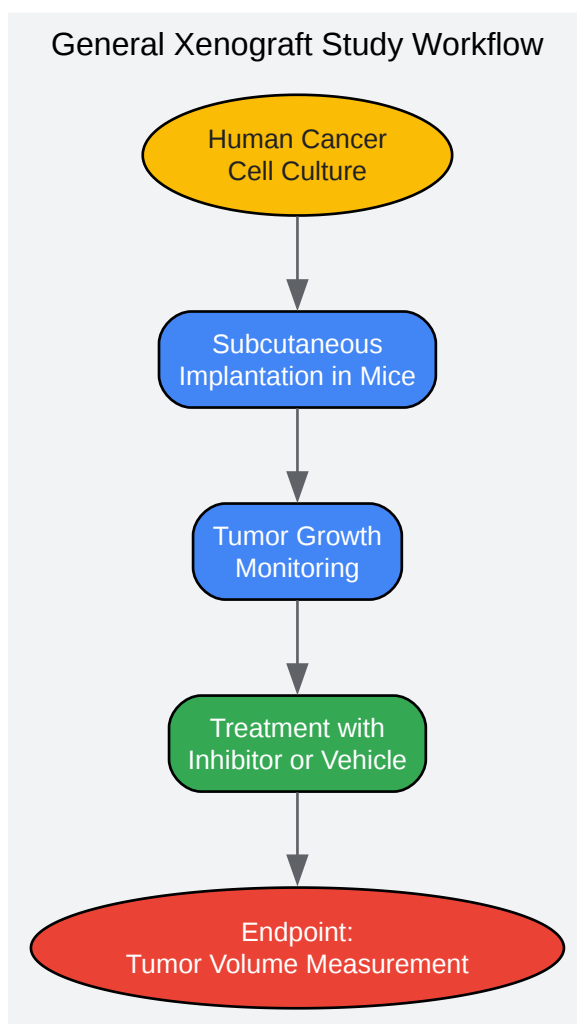 General Xenograft Study Workflow
Human Cancer
Cell Culture
Subcutaneous
Implantation in Mice
Tumor Growth
Monitoring
Treatment with
Inhibitor or Vehicle
Endpoint:
Tumor Volume Measurement